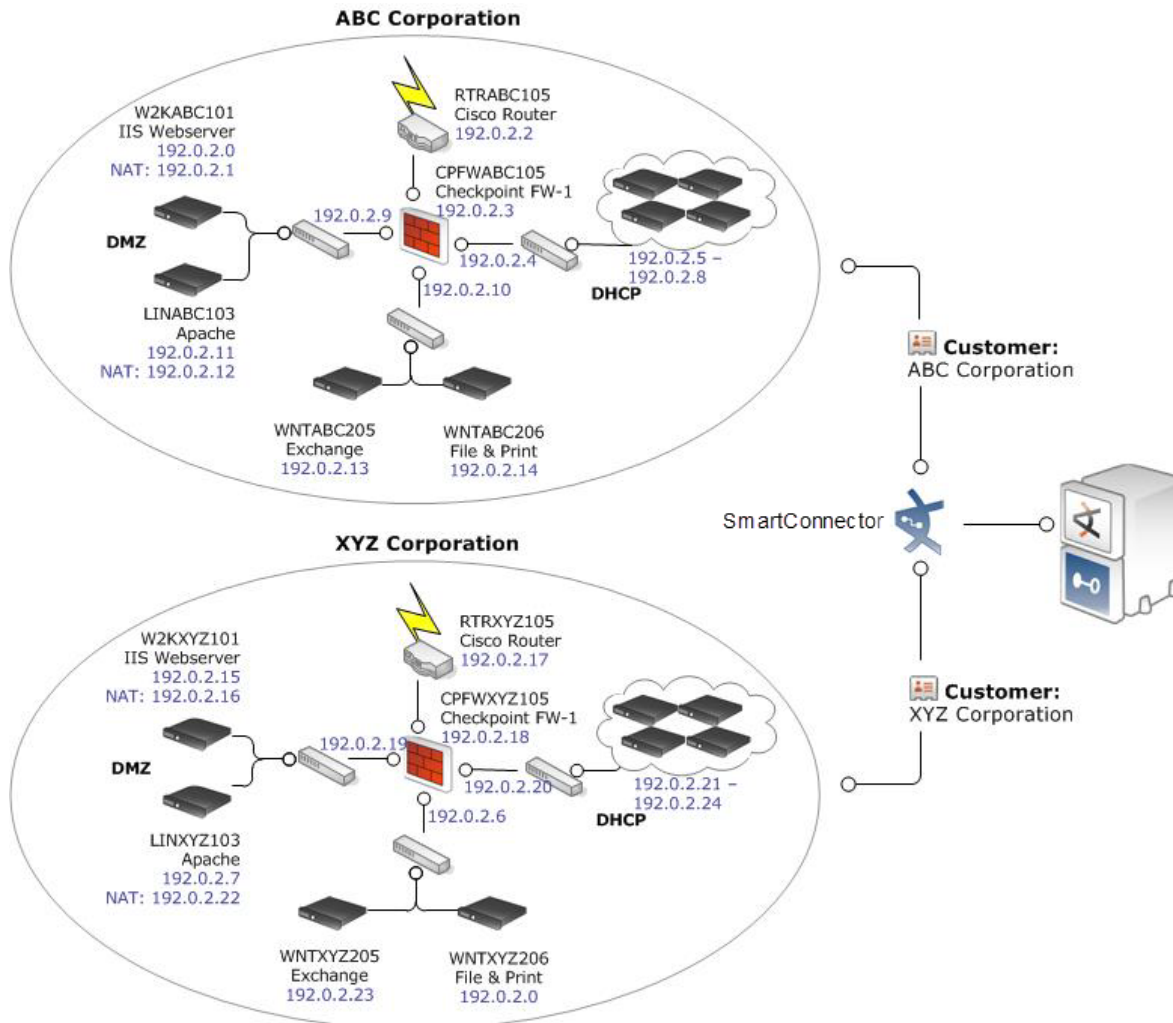 ABC Corporation
RTRABC105
Cisco Router
192.0.2.2
W2KABC101
IIS Webserver
192.0.2.0
NAT: 192.0.2.1
CPFWABC105
Checkpoint FW-1
192.0.2.3
192.0.2.9
DMZ
192.0.2.4
192.0.2.5 –
192.0.2.8
DHCP
192.0.2.10
LINABC103
Apache
192.0.2.11
NAT: 192.0.2.12
WNTABC205
Exchange
192.0.2.13
WNTABC206
File & Print
192.0.2.14
Customer:
ABC Corporation
SmartConnector
XYZ Corporation
RTRXYZ105
Cisco Router
192.0.2.17
W2KXYZ101
IIS Webserver
192.0.2.15
NAT: 192.0.2.16
CPFWXYZ105
Checkpoint FW-1
192.0.2.18
192.0.2.19
DMZ
192.0.2.20
192.0.2.21 –
192.0.2.24
DHCP
192.0.2.6
LINXYZ103
Apache
192.0.2.7
NAT: 192.0.2.22
WNTXYZ205
Exchange
192.0.2.23
WNTXYZ206
File & Print
192.0.2.0
Customer:
XYZ Corporation